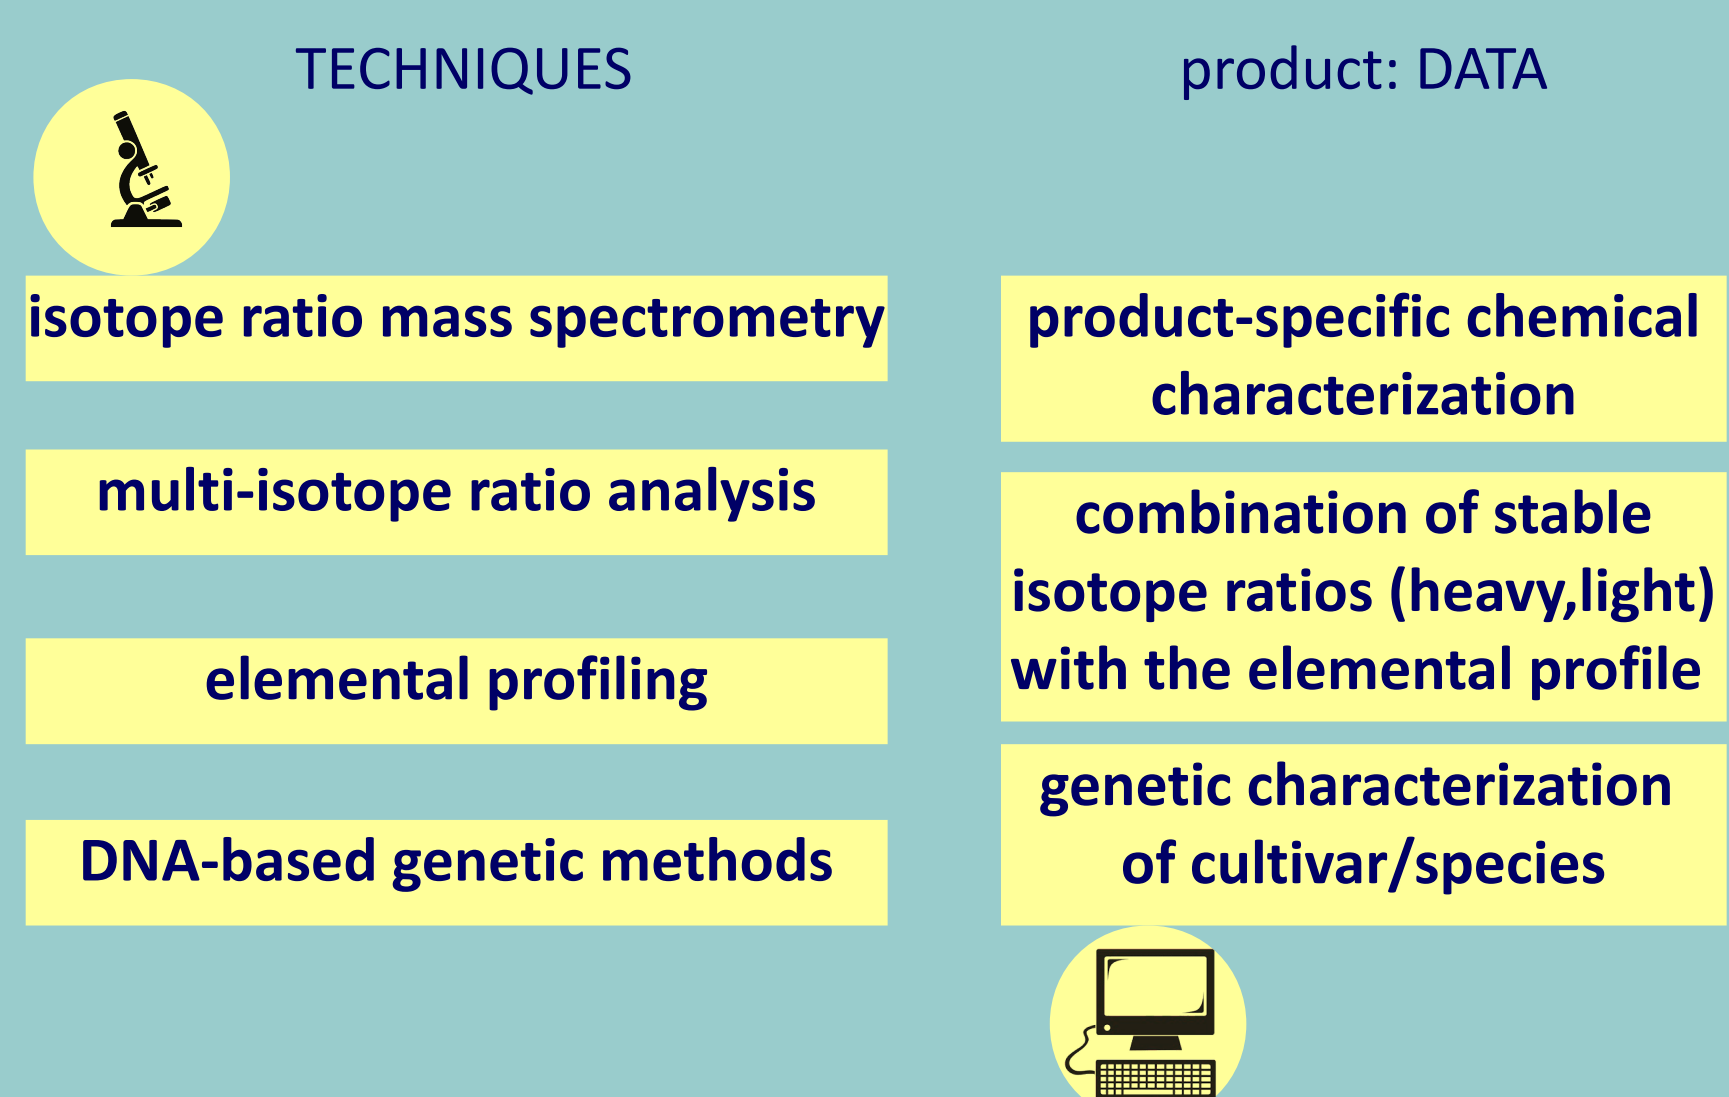 TECHNIQUES
isotope ratio mass spectrometry
multi-isotope ratio analysis
elemental profiling
DNA-based genetic methods
product: DATA
product-specific chemical
characterization
combination of stable
isotope ratios (heavy,light)
with the elemental profile
genetic characterization
of cultivar/species